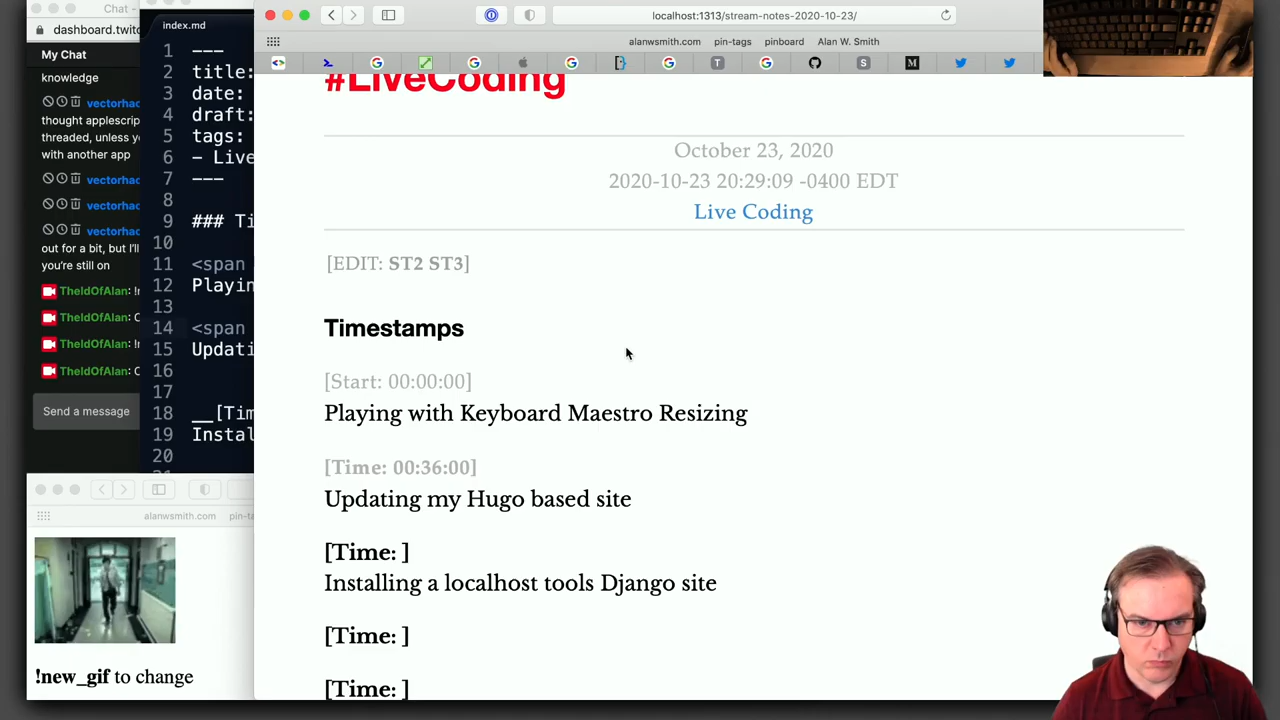 Chat -
dashboard.twitc
My Chat
knowledge
vectorhac
thought applescrip
threaded, unless yo
with another app
vectorhac
vectorhac
vectorhac
out for a bit, but I'll
you're still on
TheIdOfAlan: !n
TheIdOfAlan: C
TheIdOfAlan: !n
TheIdOfAlan: C
Send a message
index.md
1 ---
2 title:
3 date:
4 draft:
5 tags:
6 - Live
7 ---
8
9 ### Ti
10
11 <span
12 Playin
13
14 <span
15 Updati
16
17
18 __[Tim
19 Instal
20
localhost:1313/stream-notes-2020-10-23/
alanwsmith.com pin-tags pinboard Alan W. Smith
#LiveCoding
October 23, 2020
2020-10-23 20:29:09 -0400 EDT
Live Coding
[EDIT: ST2 ST3]
Timestamps
[Start: 00:00:00]
Playing with Keyboard Maestro Resizing
[Time: 00:36:00]
Updating my Hugo based site
[Time: ]
Installing a localhost tools Django site
[Time: ]
[Time: ]
alanwsmith.com pin-ta
!new_gif to change